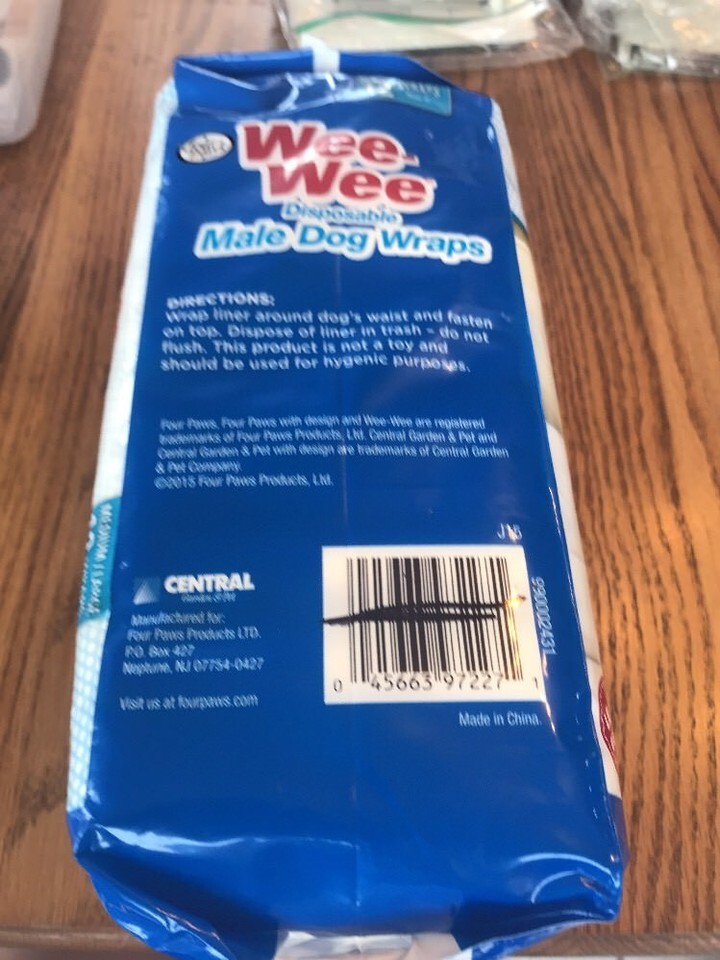 Wee-
Wee
Disposable
Male Dog Wraps
DIRECTIONS:
Wrap liner around dog's waist and fasten
on top. Dispose of liner in trash – do not
flush. This product is not a toy and
should be used for hygenic purposes.
Four Paws, Four Paws with design and Wee-Wee are registered
trademarks of Four Paws Products, Ltd. Central Garden & Pet and
Central Garden & Pet with design are trademarks of Central Garden
& Pet Company.
©2015 Four Paws Products, Ltd.
J15
CENTRAL
Garden & Pet
Manufactured for:
Four Paws Products LTD.
P.O. Box 427
Neptune, NJ 07754-0427
Visit us at fourpaws.com
990002431
0 45663 97227 1
Made in China.